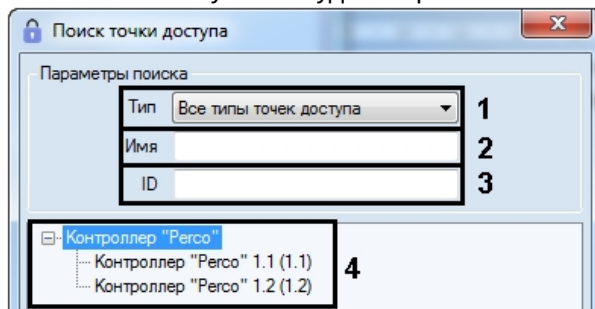 Поиск точки доступа
Параметры поиска
Тип Все типы точек доступа 1
Имя 2
ID 3
Контроллер "Perco"
Контроллер "Perco" 1.1 (1.1)
Контроллер "Perco" 1.2 (1.2)
4